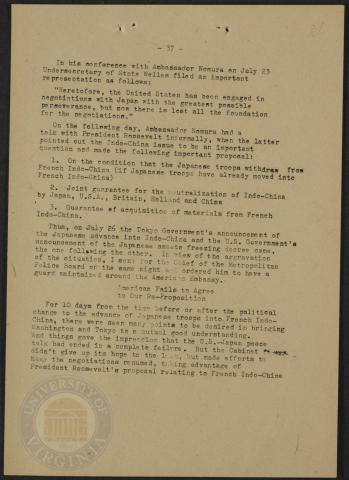 - 37 -
In his conference with Ambassador Nomura on July 23
Undersecretary of State Welles filed an important
representation as follows:
"Heretofore, the United States has been engaged in
negotiations with Japan with the greatest possible
perseverance, but now there is lost all the foundation
for the negotiations."
On the following day, Ambassador Nomura had a
talk with President Roosevelt informally, when the latter
pointed out the Indo-China issue to be an important
question and made the following important proposal:
1. On the condition that the Japanese troops withdraw from
French Indo-China (if Japanese troops have already moved into
French Indo-China)
2. Joint guarantee for the neutralization of Indo-China
by Japan, U.S.A., Britain, Holland and China
3. Guarantee of acquisition of materials from French
Indo-China.
Thus, on July 26 the Tokyo Government's announcement of
the Japanese advance into Indo-China and the U.S. Government's
announcement of the Japanese assets freezing decree came,
the one following the other. In view of the aggravation
of the situation, I sent for the Chief of the Metropolitan
Police Board on the same night and ordered him to have a
guard maintained around the American Embassy.
American Fails to Agree
to Our Re-Proposition
For 10 days from the time before or after the political
change to the advance of Japanese troops into French Indo-
China, there were seen many points to be desired in bringing
Washington and Tokyo to a mutual good understanding.
And things gave the impression that the U.S.-Japan peace
talk had ended in a complete failure. But the Cabinet
didn't give up its hope to the last, but made efforts to
keep the negotiations resumed, taking advantage of
President Roosevelt's proposal relating to French Indo-China
UNIVERSITY OF
VIRGINIA